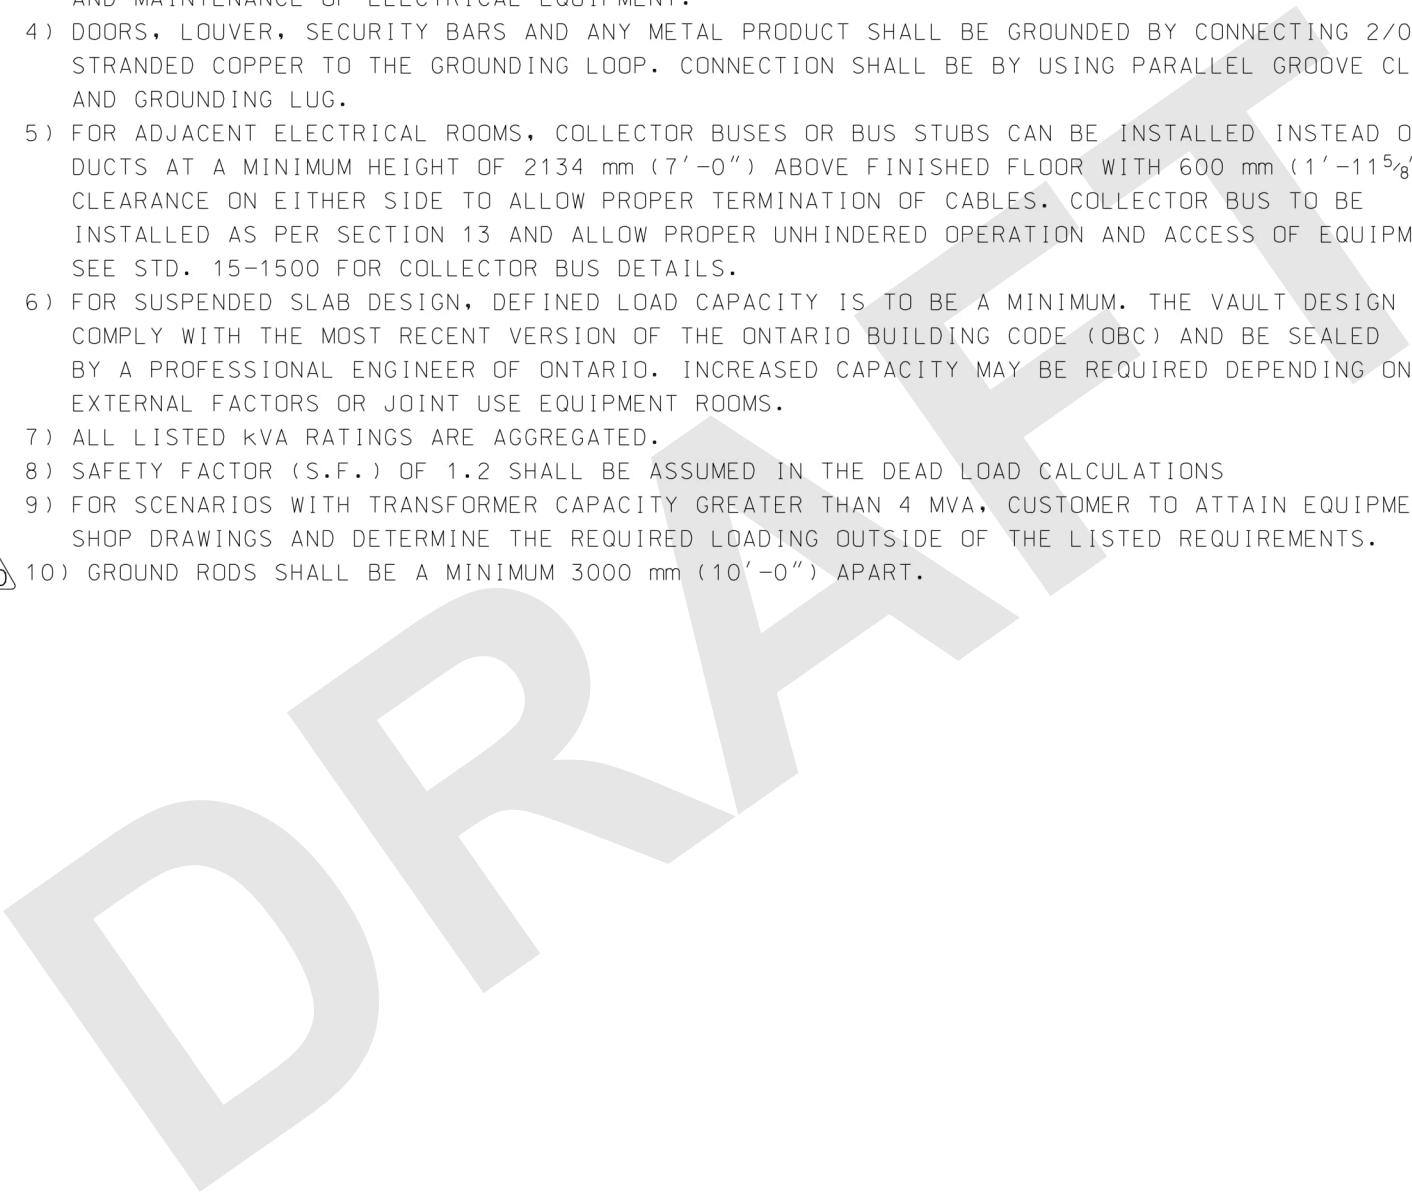 AND MAINTENANCE OF ELECTRICAL EQUIPMENT.
4) DOORS, LOUVER, SECURITY BARS AND ANY METAL PRODUCT SHALL BE GROUNDED BY CONNECTING 2/0
STRANDED COPPER TO THE GROUNDING LOOP. CONNECTION SHALL BE BY USING PARALLEL GROOVE CL
AND GROUNDING LUG.
5) FOR ADJACENT ELECTRICAL ROOMS, COLLECTOR BUSES OR BUS STUBS CAN BE INSTALLED INSTEAD O
DUCTS AT A MINIMUM HEIGHT OF 2134 mm (7'-0") ABOVE FINISHED FLOOR WITH 600 mm (1'-11 5/8"
CLEARANCE ON EITHER SIDE TO ALLOW PROPER TERMINATION OF CABLES. COLLECTOR BUS TO BE
INSTALLED AS PER SECTION 13 AND ALLOW PROPER UNHINDERED OPERATION AND ACCESS OF EQUIPM
SEE STD. 15-1500 FOR COLLECTOR BUS DETAILS.
6) FOR SUSPENDED SLAB DESIGN, DEFINED LOAD CAPACITY IS TO BE A MINIMUM. THE VAULT DESIGN
COMPLY WITH THE MOST RECENT VERSION OF THE ONTARIO BUILDING CODE (OBC) AND BE SEALED
BY A PROFESSIONAL ENGINEER OF ONTARIO. INCREASED CAPACITY MAY BE REQUIRED DEPENDING ON
EXTERNAL FACTORS OR JOINT USE EQUIPMENT ROOMS.
7) ALL LISTED kVA RATINGS ARE AGGREGATED.
8) SAFETY FACTOR (S.F.) OF 1.2 SHALL BE ASSUMED IN THE DEAD LOAD CALCULATIONS
9) FOR SCENARIOS WITH TRANSFORMER CAPACITY GREATER THAN 4 MVA, CUSTOMER TO ATTAIN EQUIPME
SHOP DRAWINGS AND DETERMINE THE REQUIRED LOADING OUTSIDE OF THE LISTED REQUIREMENTS.
10) GROUND RODS SHALL BE A MINIMUM 3000 mm (10'-0") APART.
DRAFT